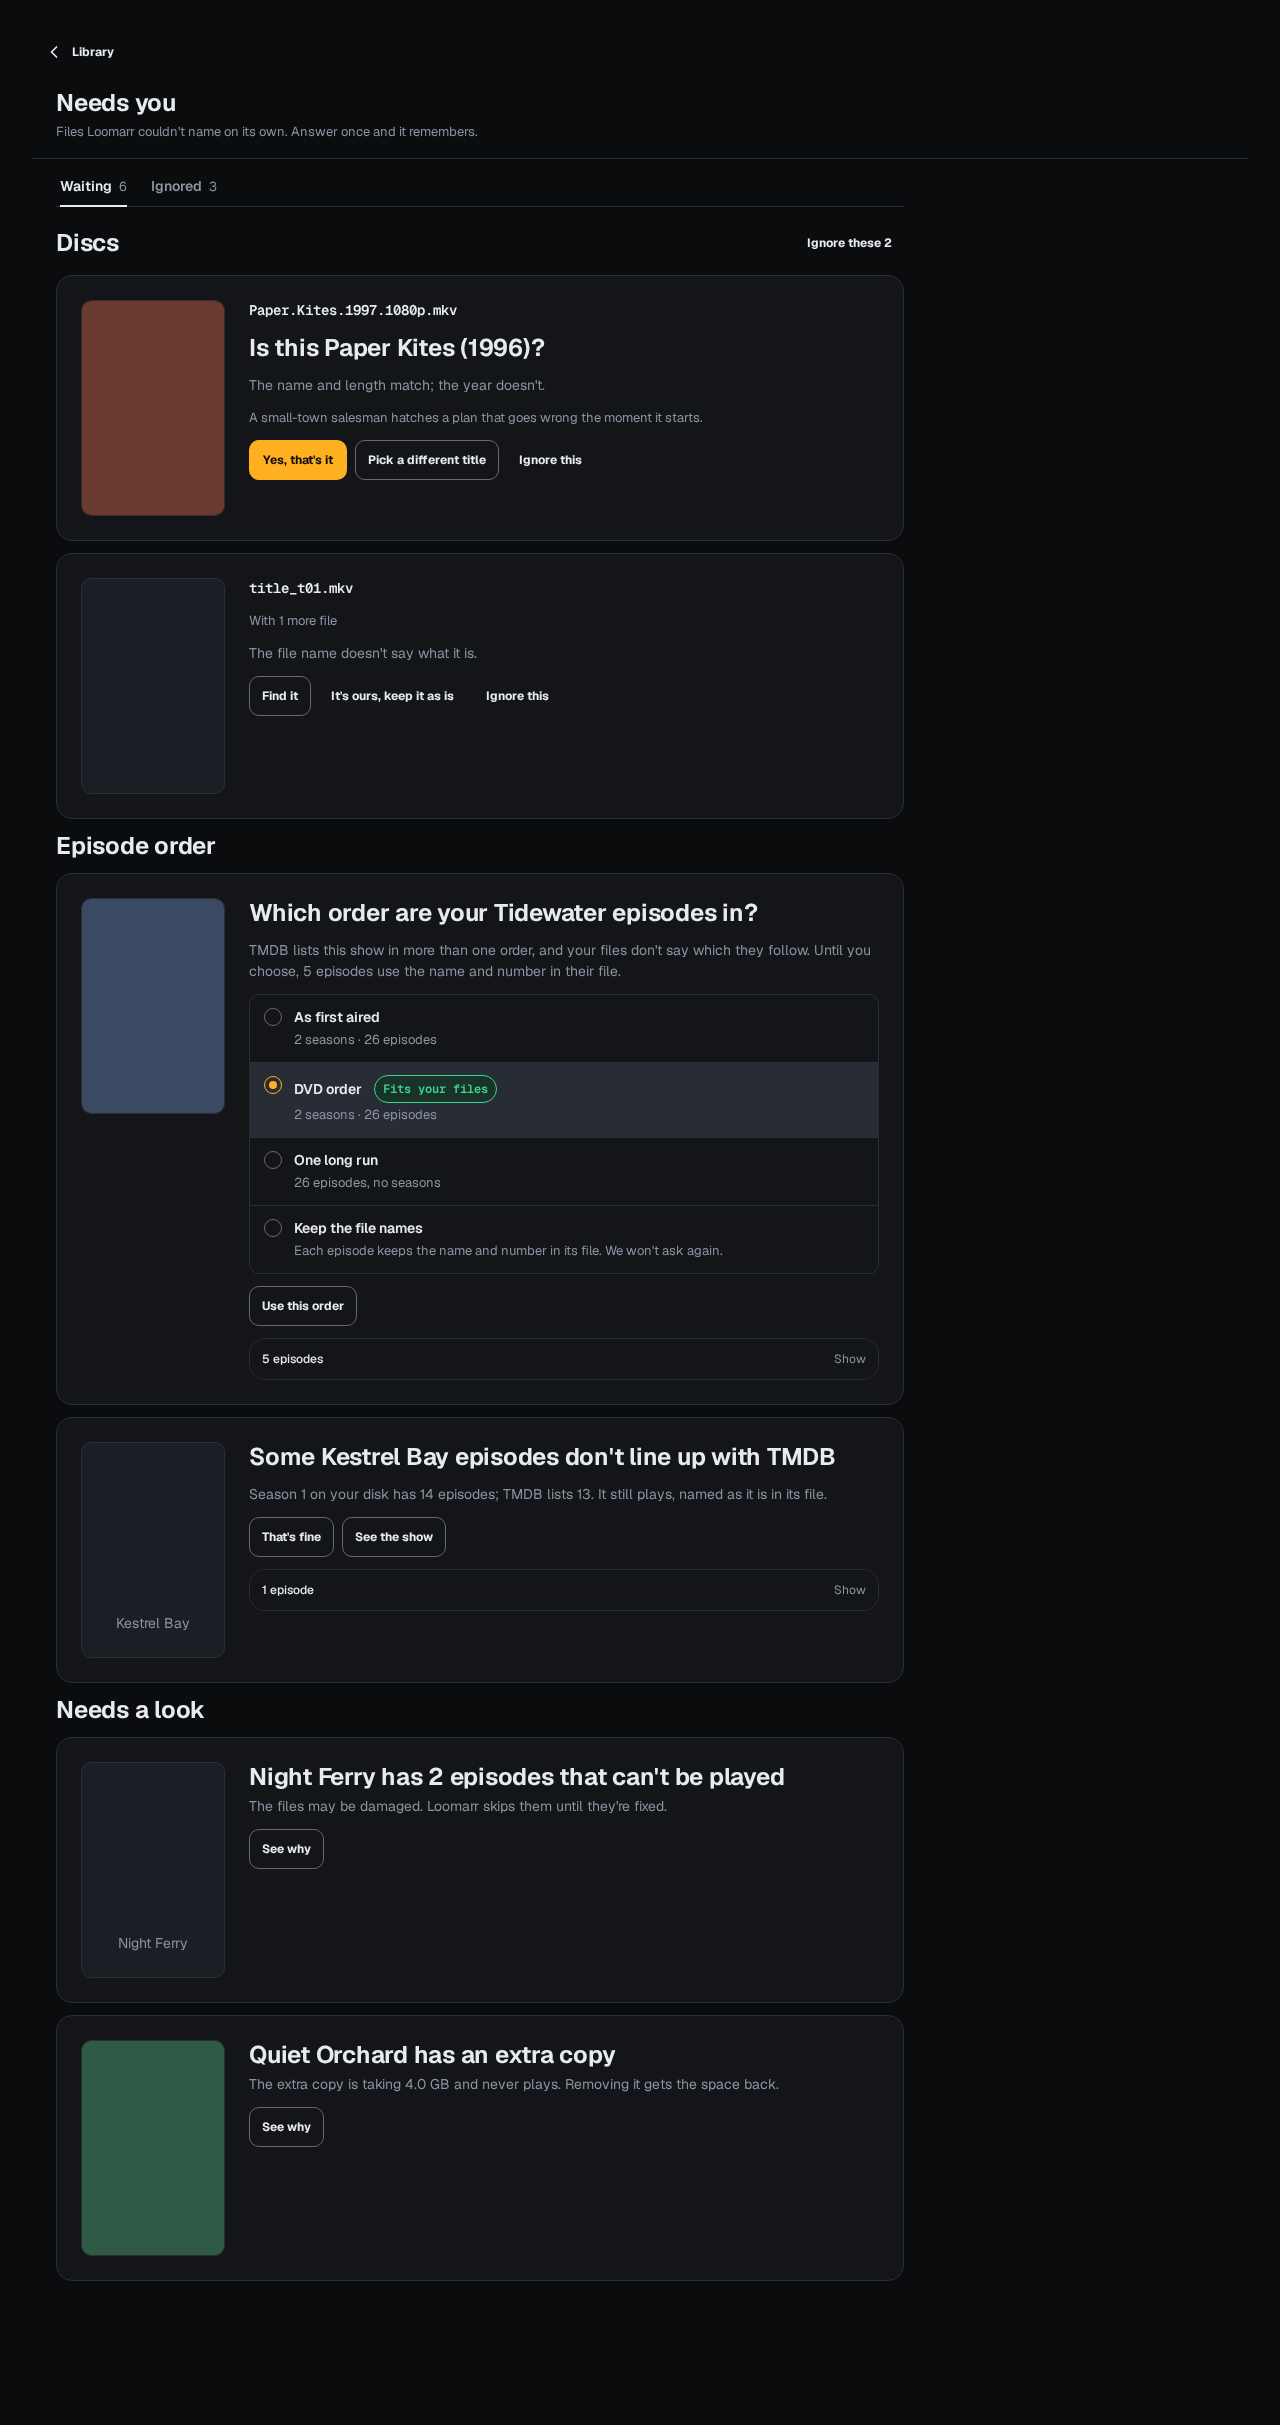 Library
Needs you
Files Loomarr couldn't name on its own. Answer once and it remembers.
Waiting 6 Ignored 3
Discs
Ignore these 2
Paper.Kites.1997.1080p.mkv
Is this Paper Kites (1996)?
The name and length match; the year doesn't.
A small-town salesman hatches a plan that goes wrong the moment it starts.
Yes, that's it
Pick a different title
Ignore this
title_t01.mkv
With 1 more file
The file name doesn't say what it is.
Find it
It's ours, keep it as is
Ignore this
Episode order
Which order are your Tidewater episodes in?
TMDB lists this show in more than one order, and your files don't say which they follow. Until you
choose, 5 episodes use the name and number in their file.
As first aired
2 seasons · 26 episodes
DVD order Fits your files
2 seasons · 26 episodes
One long run
26 episodes, no seasons
Keep the file names
Each episode keeps the name and number in its file. We won't ask again.
Use this order
5 episodes Show
Kestrel Bay
Some Kestrel Bay episodes don't line up with TMDB
Season 1 on your disk has 14 episodes; TMDB lists 13. It still plays, named as it is in its file.
That's fine
See the show
1 episode Show
Needs a look
Night Ferry
Night Ferry has 2 episodes that can't be played
The files may be damaged. Loomarr skips them until they're fixed.
See why
Quiet Orchard has an extra copy
The extra copy is taking 4.0 GB and never plays. Removing it gets the space back.
See why